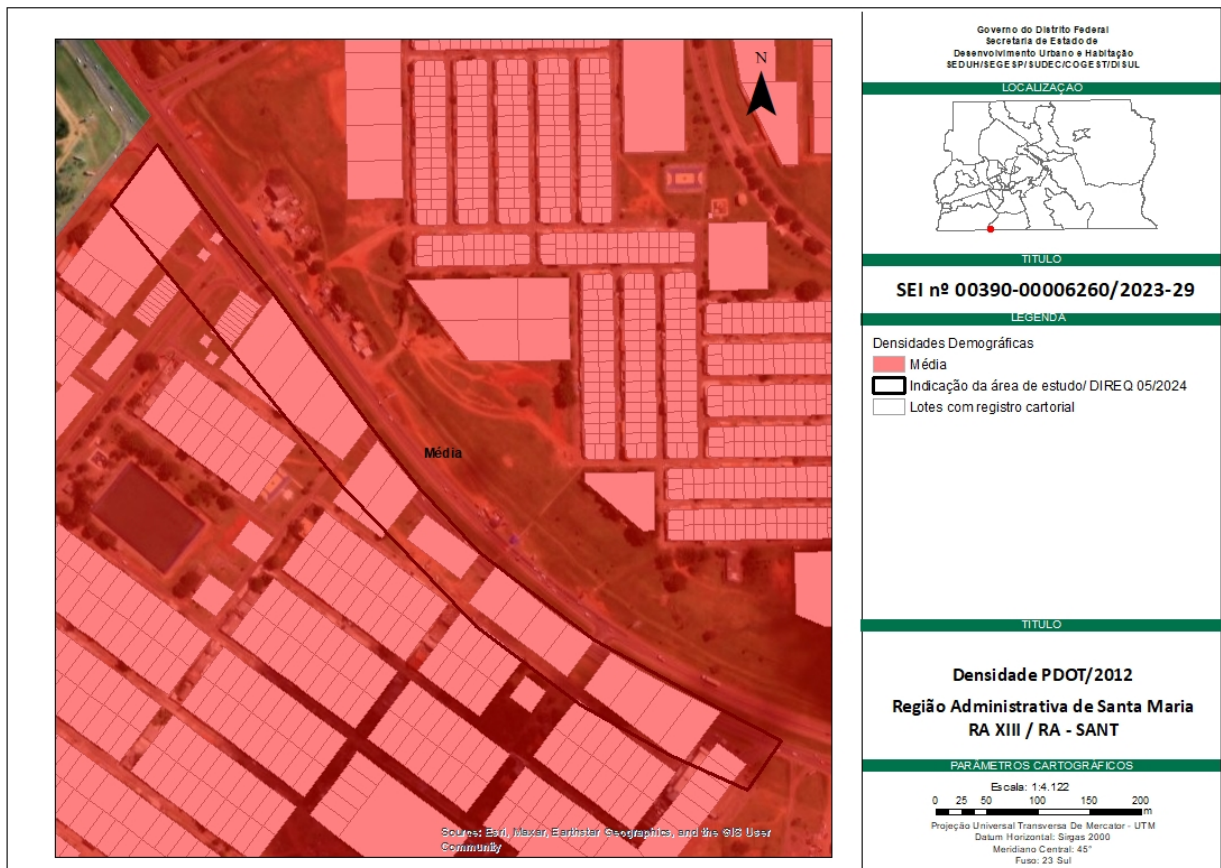 N
Média
Source: Esri, Maxar, Earthstar Geographics, and the GIS User
Community
Governo do Distrito Federal
Secretaria de Estado de
Desenvolvimento Urbano e Habitação
SEDUH/SEGESP/SUDEC/COGEST/DISUL
LOCALIZAÇÃO
TITULO
SEI nº 00390-00006260/2023-29
LEGENDA
Densidades Demográficas
Média
Indicação da área de estudo/ DIREQ 05/2024
Lotes com registro cartorial
TITULO
Densidade PDOT/2012
Região Administrativa de Santa Maria
RA XIII / RA - SANT
PARÂMETROS CARTOGRÁFICOS
Escala: 1:4.122
0 25 50 100 150 200
m
Projeção Universal Transversa De Mercator - UTM
Datum Horizontal: Sirgas 2000
Meridiano Central: 45°
Fuso: 23 Sul